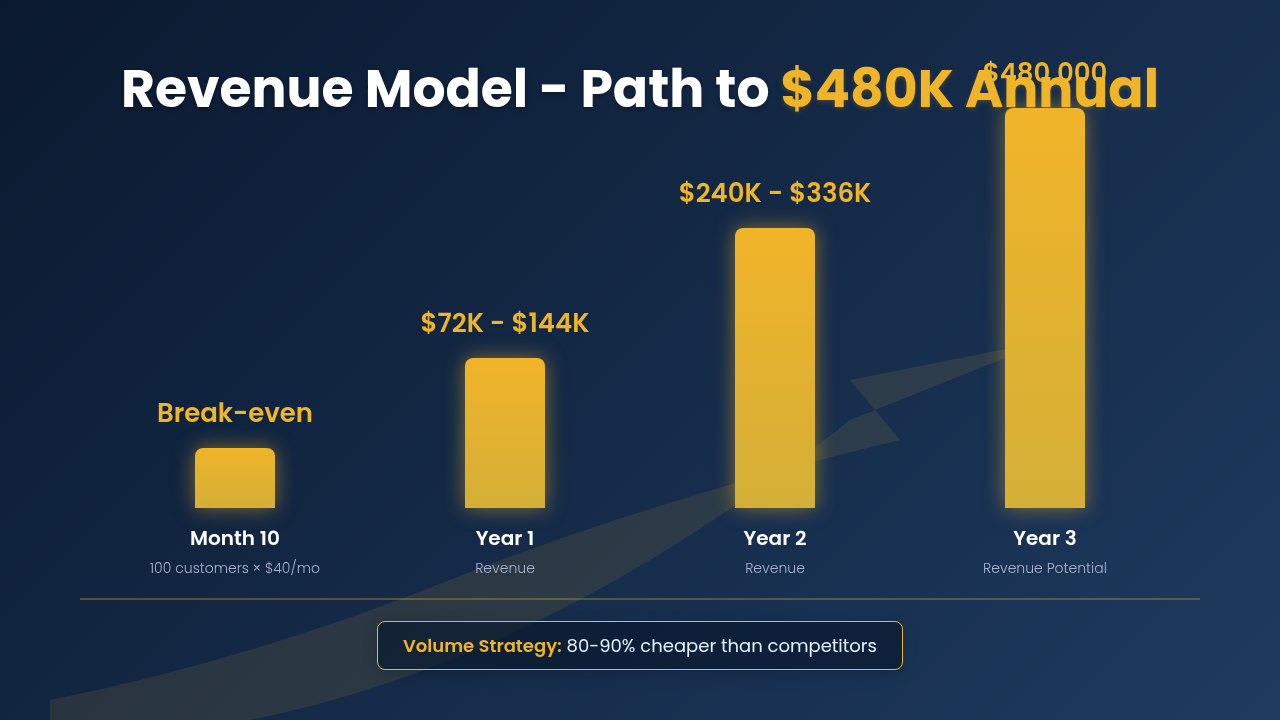 Revenue Model - Path to $480K Annual
$480,000
$240K - $336K
$72K - $144K
Break-even
Month 10
100 customers × $40/mo
Year 1
Revenue
Year 2
Revenue
Year 3
Revenue Potential
Volume Strategy: 80-90% cheaper than competitors